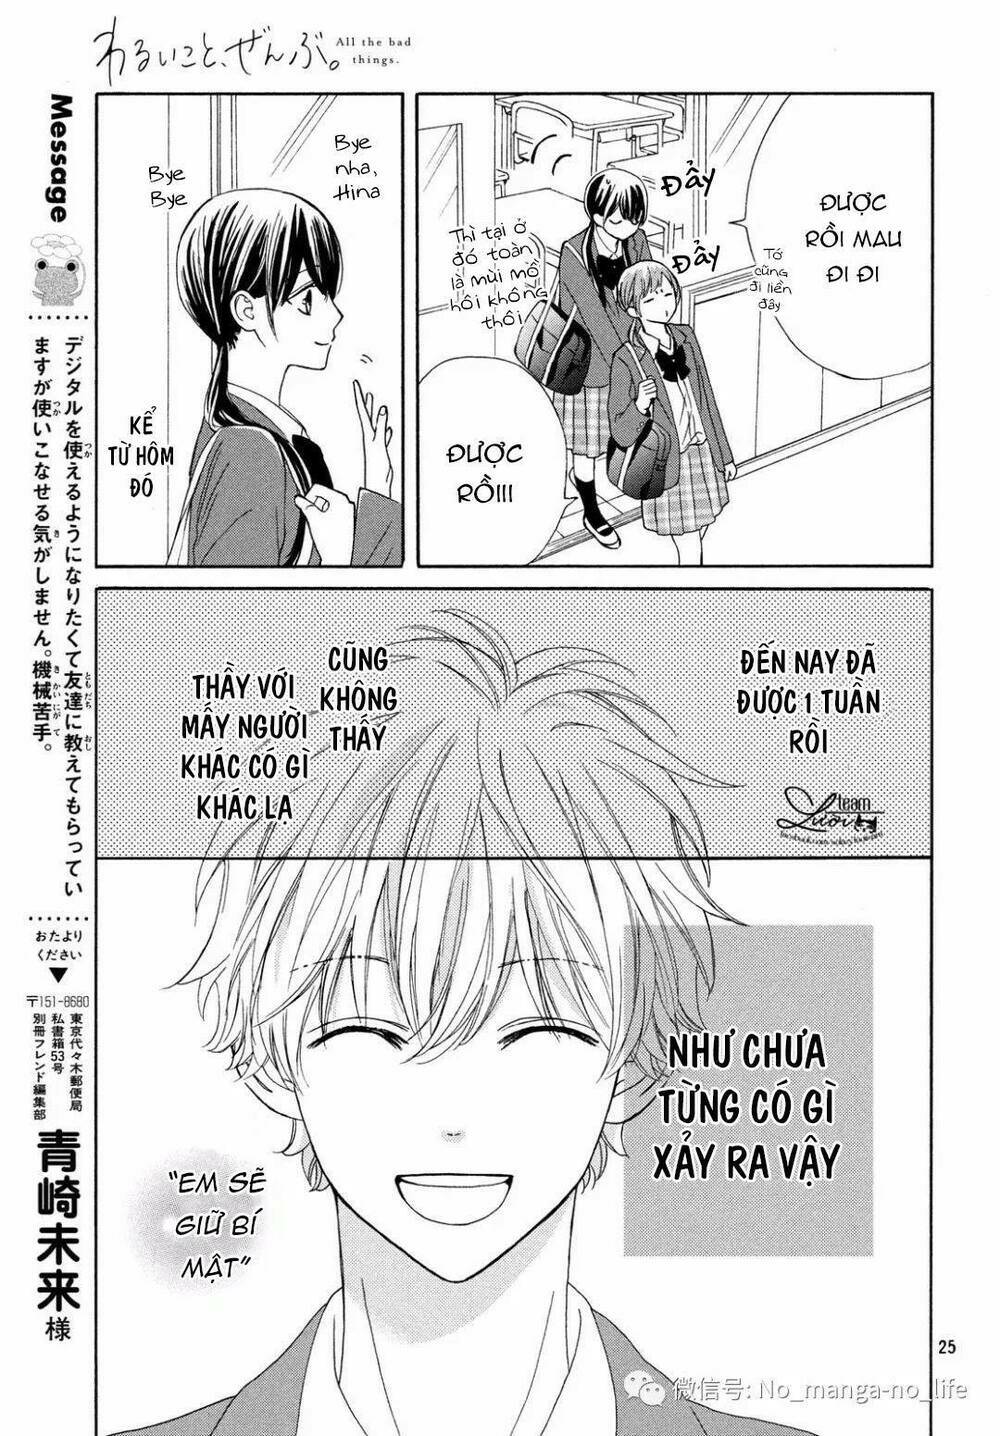 わるいこと、ぜんぶ。
All the bad
things.
ĐƯỢC
RỒI MAU
ĐI ĐI
Tớ
cũng
đi liền
đây
Đẩy
Đẩy
Thì tại ở
đó toàn
là mùi mồ
hôi không
thôi
ĐƯỢC
RỒIII
Bye
nha,
Hina
Bye
Bye
KỂ
TỪ HÔM
ĐÓ
ĐẾN NAY ĐÃ
ĐƯỢC 1 TUẦN
RỒI
CŨNG
KHÔNG
THẤY
THẦY VỚI
MẤY NGƯỜI
KHÁC CÓ GÌ
KHÁC LẠ
team
Lười
NHƯ CHƯA
TỪNG CÓ GÌ
XẢY RA VẬY
"EM SẼ
GIỮ BÍ
MẬT"
25
微信号: No_manga-no_life
Message
デジタルを使えるようになりたくて友達に教えてもらってい
ますが使いこなせる気がしません。機械苦手。
おたより
ください
▼
〒151-8680
東京代々木郵便局
私書箱53号
別冊フレンド編集部
青崎未来様